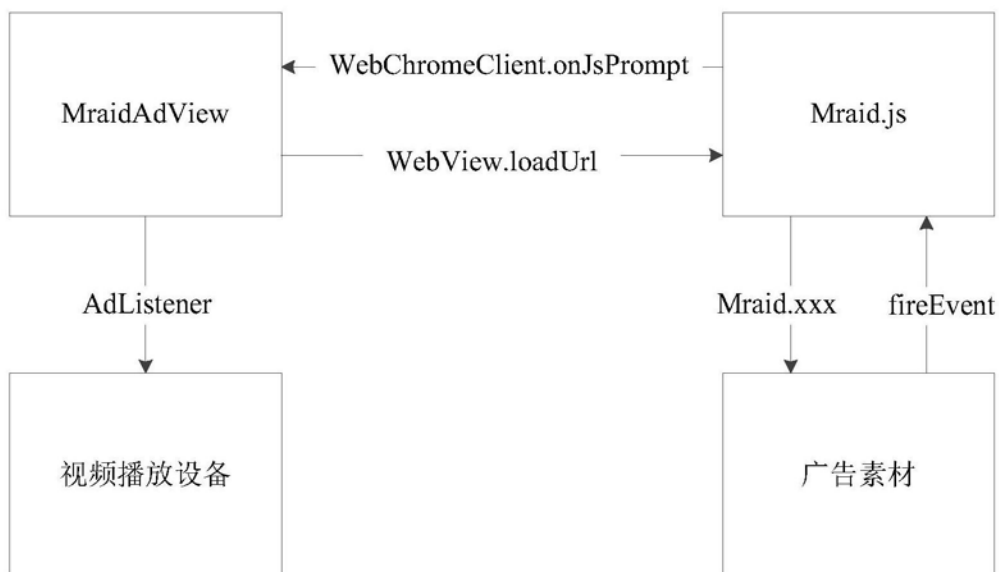 WebChromeClient.onJsPrompt
MraidAdView
Mraid.js
WebView.loadUrl
AdListener
Mraid.xxx
fireEvent
视频播放设备
广告素材